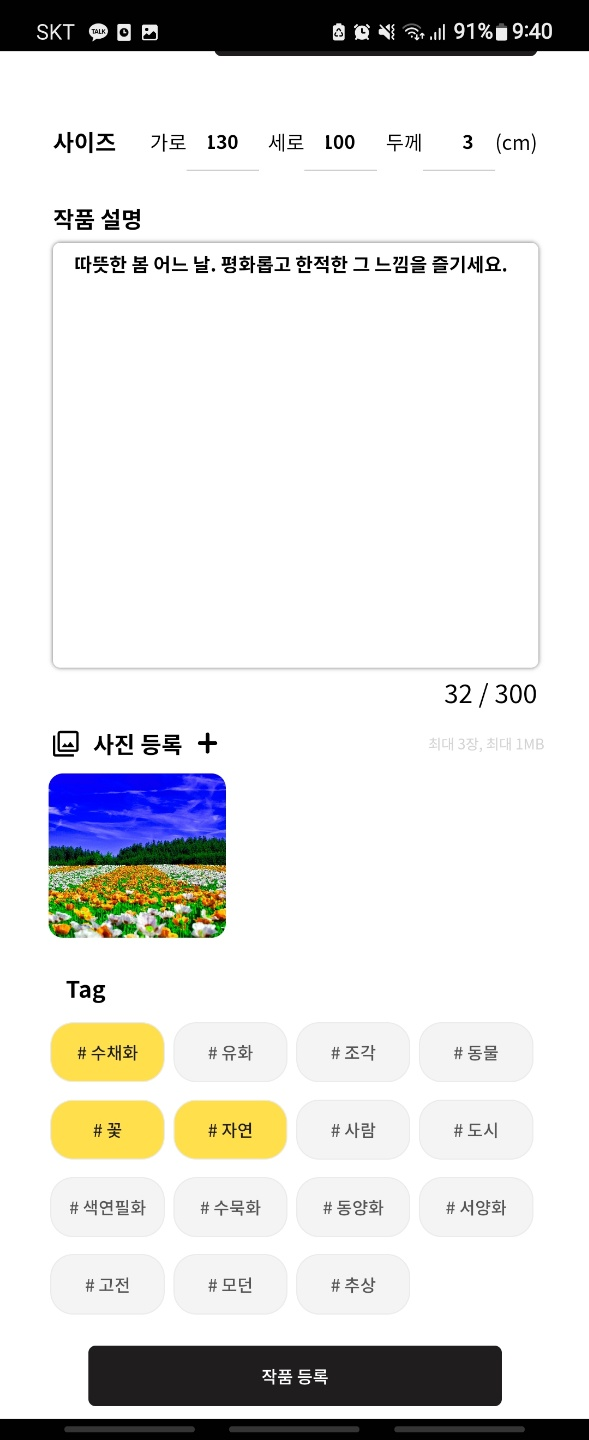 SKT TALK 91% 9:40
사이즈 가로 130 세로 100 두께 3 (cm)
작품 설명
따뜻한 봄 어느 날. 평화롭고 한적한 그 느낌을 즐기세요.
32 / 300
사진 등록 + 최대 3장, 최대 1MB
Tag
# 수채화 # 유화 # 조각 # 동물
# 꽃 # 자연 # 사람 # 도시
# 색연필화 # 수묵화 # 동양화 # 서양화
# 고전 # 모던 # 추상
작품 등록